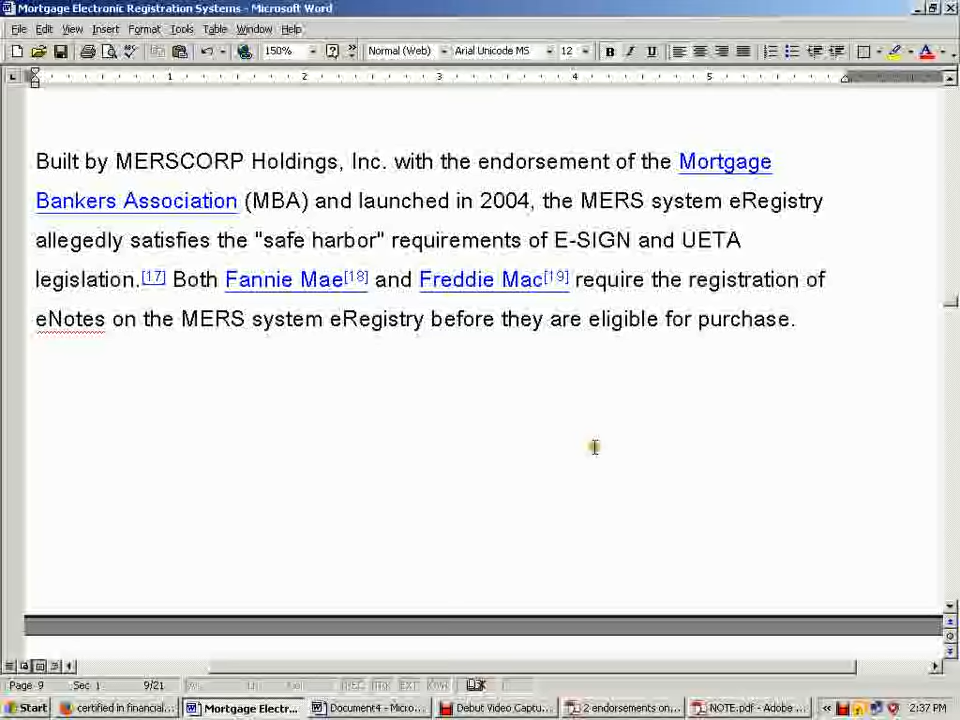 Mortgage Electronic Registration Systems - Microsoft Word
File Edit View Insert Format Tools Table Window Help
150% Normal (Web) Arial Unicode MS 12 B I U A
1 2 3 4 5
Built by MERSCORP Holdings, Inc. with the endorsement of the Mortgage
Bankers Association (MBA) and launched in 2004, the MERS system eRegistry
allegedly satisfies the "safe harbor" requirements of E-SIGN and UETA
legislation.[17] Both Fannie Mae[18] and Freddie Mac[19] require the registration of
eNotes on the MERS system eRegistry before they are eligible for purchase.
Page 9 Sec 1 9/21 REC TRK EXT OVR
Start certified in financial... Mortgage Electr... Document4 - Micro... Debut Video Captu... 2 endorsements on... NOTE.pdf - Adobe ... 2:37 PM